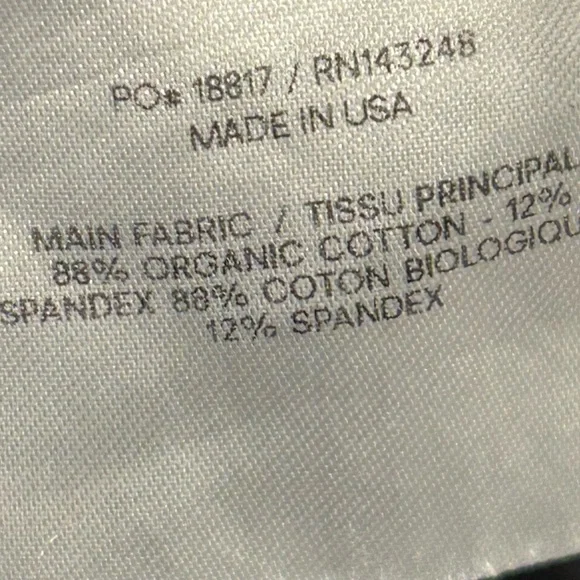 PO# 18817 / RN143248
MADE IN USA
MAIN FABRIC / TISSU PRINCIPAL
88% ORGANIC COTTON - 12%
SPANDEX 88% COTON BIOLOGIQU
12% SPANDEX